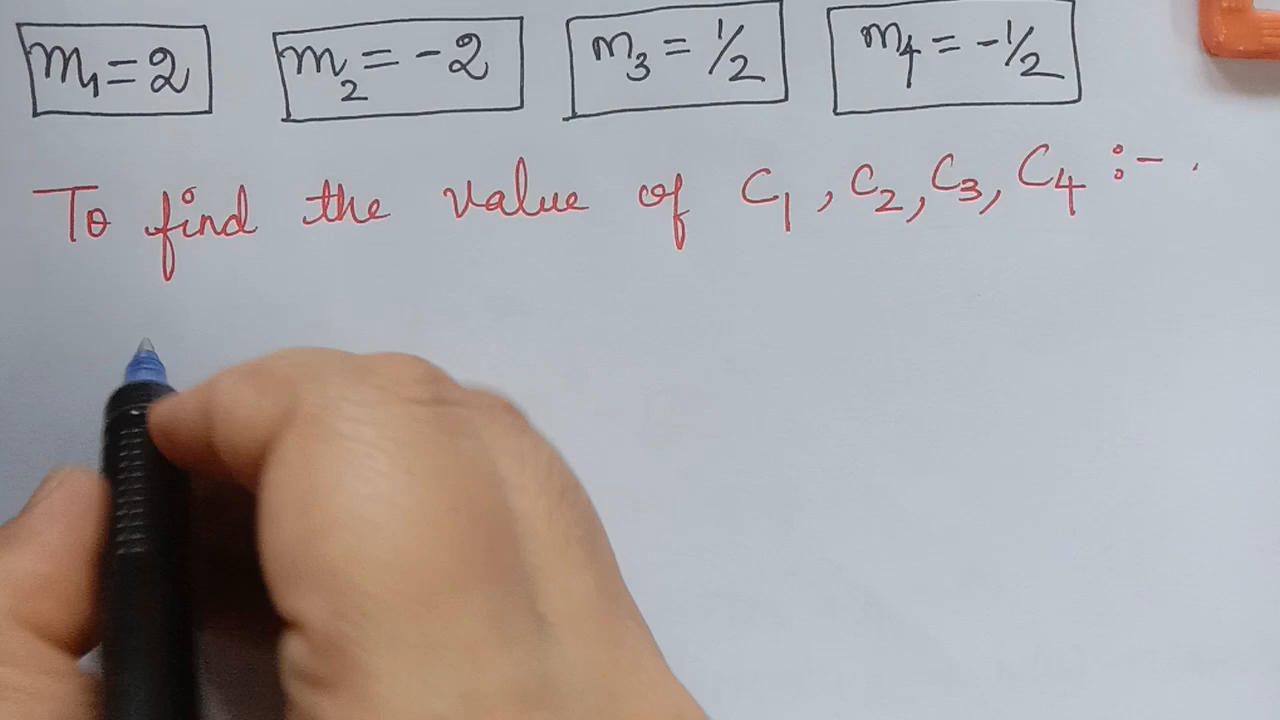 m₁ = 2 m₂ = -2 m₃ = 1/2 m₄ = -1/2
To find the value of C₁, C₂, C₃, C₄ :- .